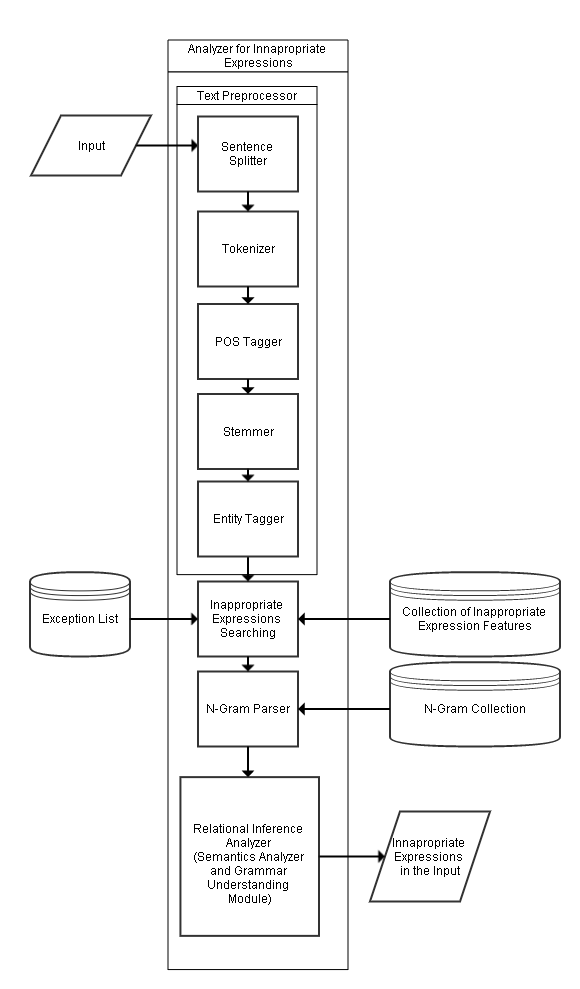 Analyzer for Innapropriate
Expressions
Text Preprocessor
Input
Sentence
Splitter
Tokenizer
POS Tagger
Stemmer
Entity Tagger
Exception List
Inappropriate
Expressions
Searching
Collection of Inappropriate
Expression Features
N-Gram Parser
N-Gram Collection
Relational Inference
Analyzer
(Semantics Analyzer
and Grammar
Understanding
Module)
Innapropriate
Expressions
in the Input